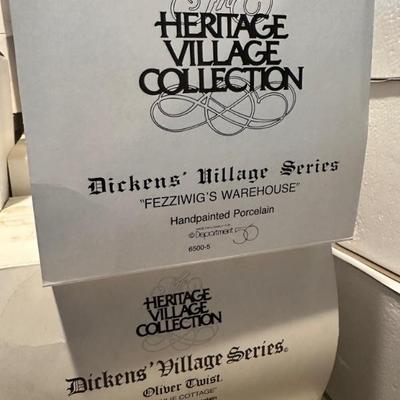 The
HERITAGE
VILLAGE
COLLECTION
Dickens' Village Series
"FEZZIWIG'S WAREHOUSE"
Handpainted Porcelain
© Department 56
6500-5
HERITAGE
VILLAGE
COLLECTION
Dickens' Village Series©
Oliver Twist.
COTTAGE"